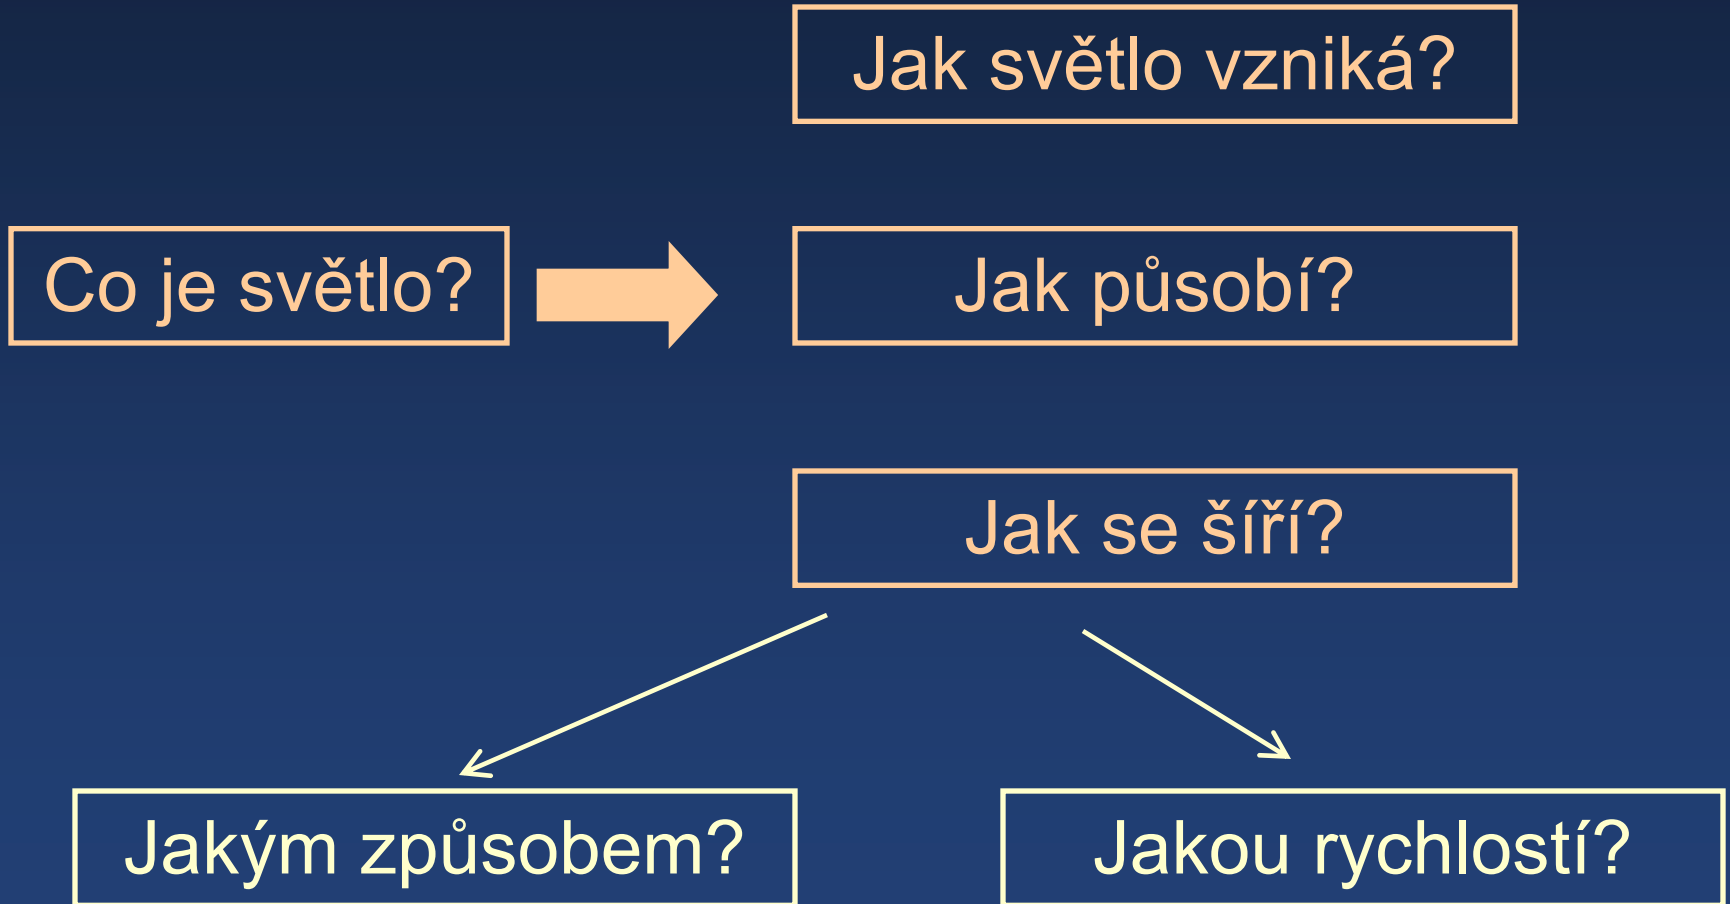 Jak světlo vzniká?
Co je světlo?
Jak působí?
Jak se šíří?
Jakým způsobem?
Jakou rychlostí?